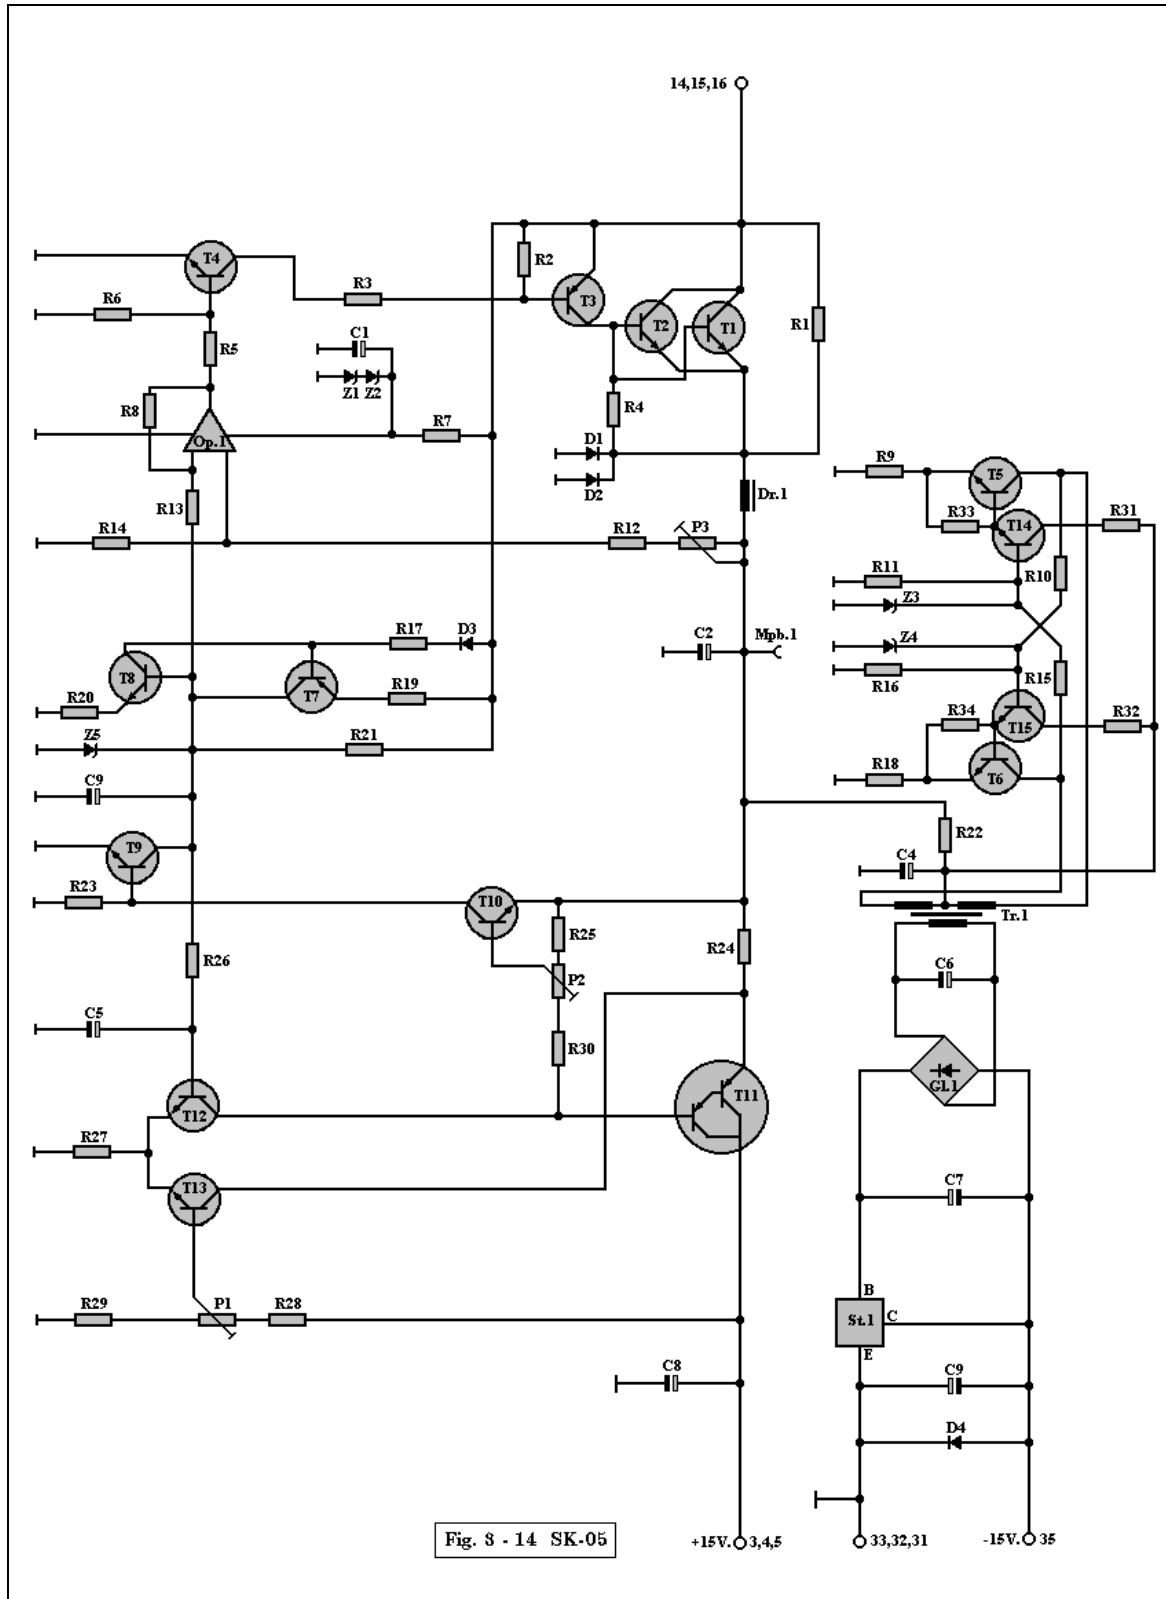 14,15,16
T4
R2
R3
T3
R6
T2
T1
R1
C1
R5
Z1 Z2
R8
R7
R4
Op.1
D1
D2
R9
T5
Dr.1
R13
R33
T14
R31
R14
R12
P3
R11
R10
Z3
R17
D3
C2
Mpb.1
Z4
T8
T7
R19
R16
R15
R20
R34
T15
R32
Z5
R21
R18
T6
C9
R22
T9
C4
R23
T10
Tr.1
R25
R24
R26
P2
C6
C5
R30
Gl.1
T11
T12
R27
T13
C7
B
R29
P1
R28
St.1
C
E
C8
C9
D4
Fig. 3 - 14 SK-05
+15V. 3,4,5
33,32,31
-15V. 35